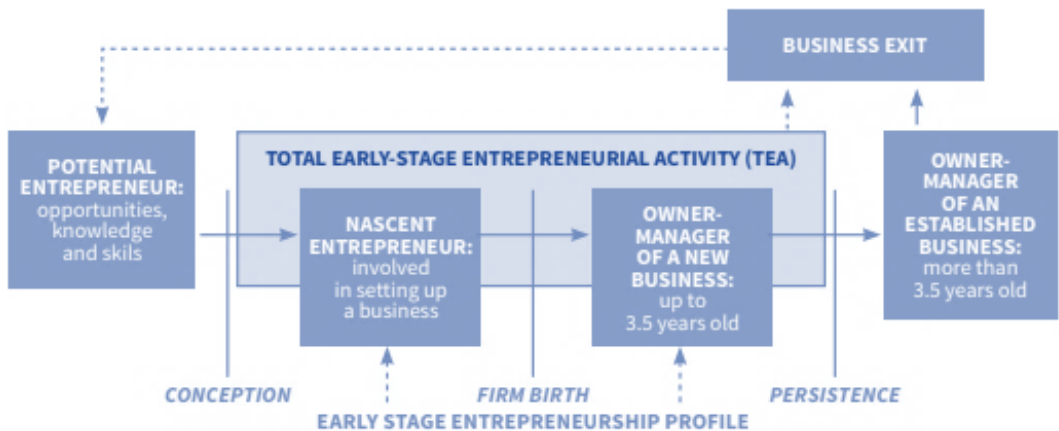 BUSINESS EXIT
POTENTIAL
ENTREPRENEUR:
opportunities,
knowledge
and skils
TOTAL EARLY-STAGE ENTREPRENEURIAL ACTIVITY (TEA)
NASCENT
ENTREPRENEUR:
involved
in setting up
a business
OWNER-
MANAGER
OF A NEW
BUSINESS:
up to
3.5 years old
OWNER-
MANAGER
OF AN
ESTABLISHED
BUSINESS:
more than
3.5 years old
CONCEPTION
FIRM BIRTH
PERSISTENCE
EARLY STAGE ENTREPRENEURSHIP PROFILE